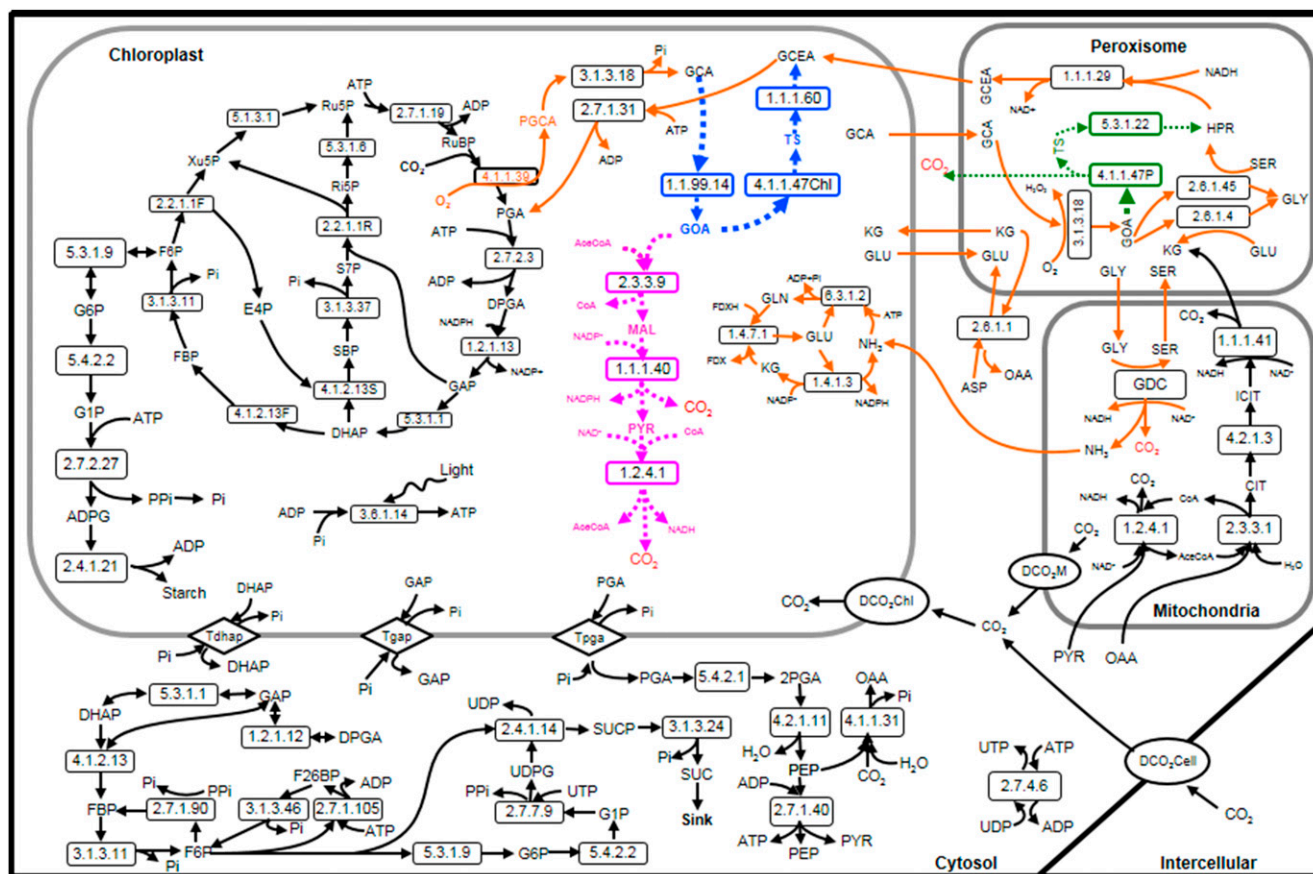 Chloroplast
Peroxisome
Pi
GCEA
3.1.3.18
GCA
ATP
Ru5P
2.7.1.19
ADP
PGCA
2.7.1.31
1.1.1.60
GCEA
1.1.1.29
NADH
NAD+
5.1.3.1
RuBP
ATP
ADP
TS
GCA
GCA
TS
5.3.1.22
HPR
5.3.1.6
CO₂
Xu5P
Ri5P
4.1.1.39
O₂
1.1.99.14
4.1.1.47Chl
CO₂
4.1.1.47P
SER
H₂O₂
2.6.1.45
GLY
3.1.3.18
GOA
2.6.1.4
2.2.1.1F
2.2.1.1R
PGA
GOA
KG
KG
O₂
KG
GLU
ATP
AceCoA
GLU
GLU
5.3.1.9
F6P
S7P
2.7.2.3
GLY
SER
Pi
Pi
ADP
2.3.3.9
ADP+Pi
6.3.1.2
3.1.3.11
3.1.3.37
DPGA
CoA
GLN
ATP
G6P
E4P
NADPH
MAL
FDXH
NADP⁺
1.4.7.1
GLU
NH₃
2.6.1.1
CO₂
1.1.1.41
5.4.2.2
FBP
SBP
1.2.1.13
NADP+
1.1.1.40
FDX
KG
1.4.1.3
ASP
OAA
GLY
SER
NADH
NAD⁺
GDC
4.1.2.13S
GAP
NADPH
CO₂
NADP⁺
NADPH
ICIT
G1P
ATP
4.1.2.13F
5.3.1.1
DHAP
PYR
NADH
NAD⁺
NAD⁺
CoA
NH₃
CO₂
4.2.1.3
2.7.2.27
1.2.4.1
Light
CO₂
CIT
PPi
Pi
NADH
CoA
ADPG
ADP
3.6.1.14
ATP
Pi
AceCoA
NADH
1.2.4.1
2.3.3.1
CO₂
2.4.1.21
ADP
CO₂
NAD⁺
AceCoA
H₂O
Starch
DHAP
GAP
PGA
DCO₂M
Pi
Pi
Pi
CO₂
DCO₂Chl
Mitochondria
CO₂
Tdhap
Tgap
Tpga
Pi
DHAP
Pi
GAP
Pi
PGA
5.4.2.1
2PGA
OAA
PYR
OAA
5.3.1.1
GAP
UDP
Pi
DHAP
1.2.1.12
DPGA
2.4.1.14
SUCP
3.1.3.24
4.2.1.11
4.1.1.31
4.1.2.13
Pi
H₂O
H₂O
UTP
ATP
DCO₂Cell
F26BP
ADP
UDPG
SUC
PEP
CO₂
Pi
PPi
PPi
UTP
ADP
2.7.4.6
FBP
2.7.1.90
3.1.3.46
2.7.1.105
2.7.7.9
G1P
Sink
2.7.1.40
CO₂
Pi
ATP
UDP
ADP
3.1.3.11
Pi
F6P
5.3.1.9
G6P
5.4.2.2
ATP
PEP
PYR
Cytosol
Intercellular